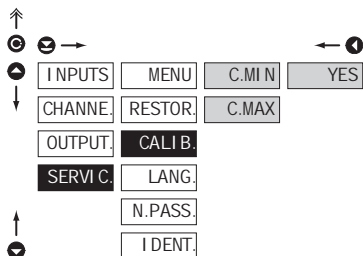 INPUTS MENU C.MIN YES
CHANNE. RESTOR. C.MAX
OUTPUT. CALIB.
SERVIC. LANG.
N.PASS.
IDENT.